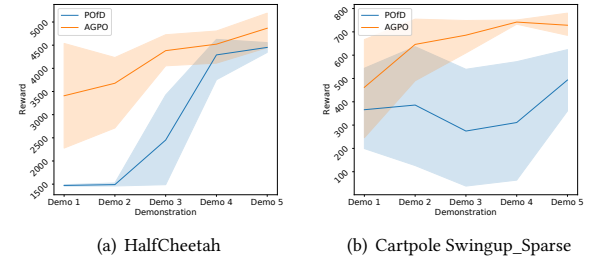 POfD
AGPO
Reward
5000
4500
4000
3500
3000
2500
2000
1500
Demo 1 Demo 2 Demo 3 Demo 4 Demo 5
Demonstration
(a) HalfCheetah
POfD
AGPO
Reward
800
700
600
500
400
300
200
100
Demo 1 Demo 2 Demo 3 Demo 4 Demo 5
Demonstration
(b) Cartpole Swingup_Sparse